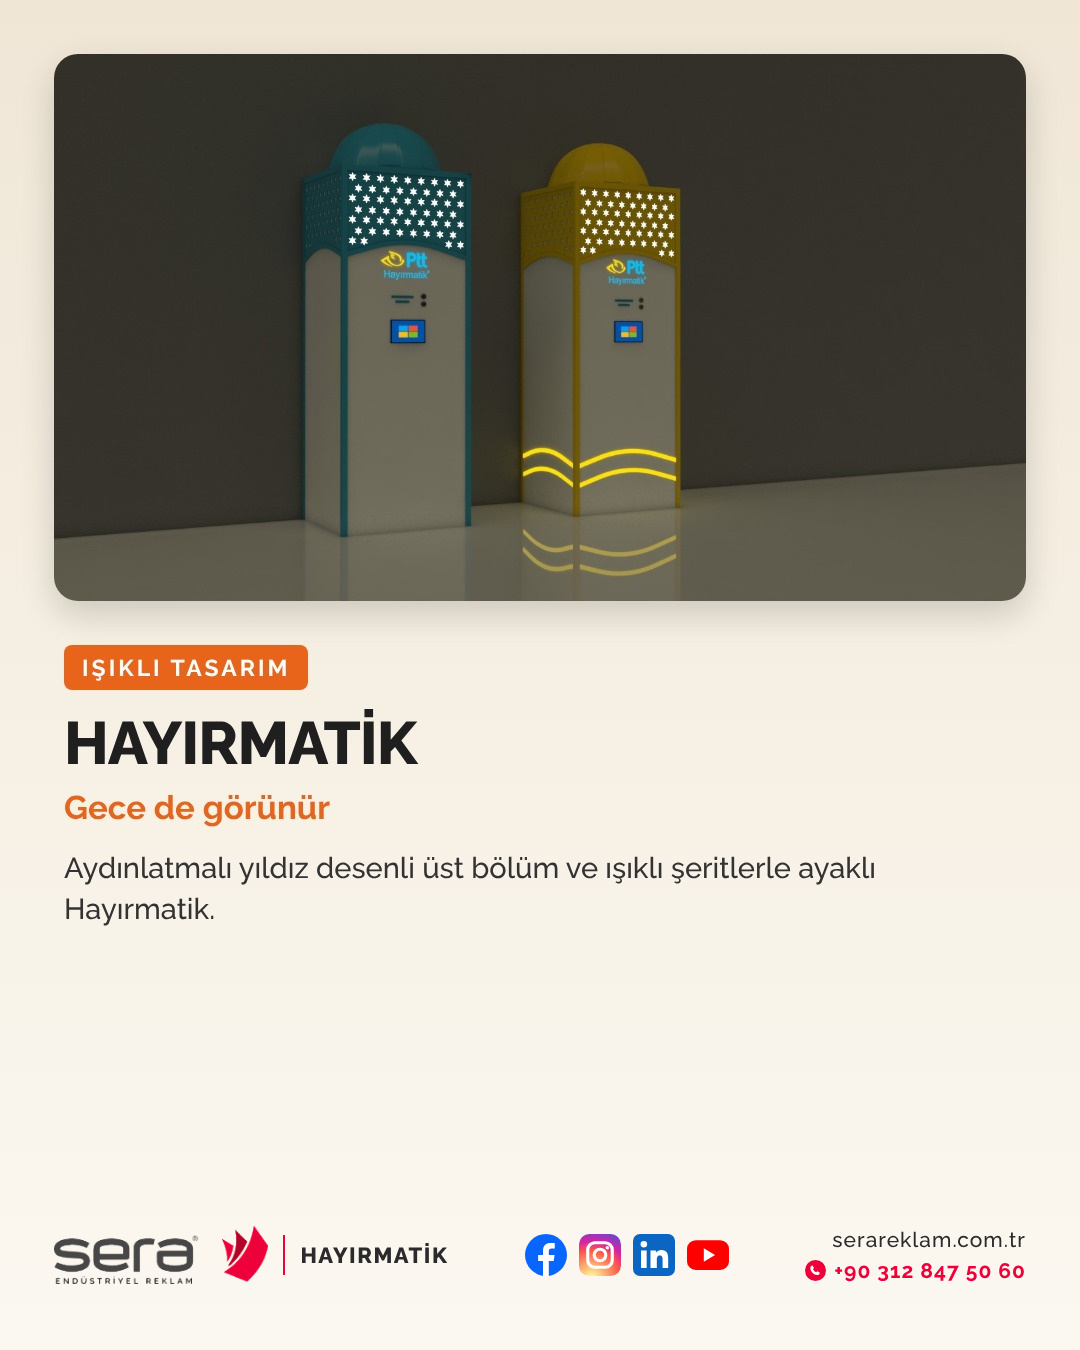 Ptt
Hayırmatik
Ptt
Hayırmatik
IŞIKLI TASARIM
HAYIRMATİK
Gece de görünür
Aydınlatmalı yıldız desenli üst bölüm ve ışıklı şeritlerle ayaklı
Hayırmatik.
sera®
ENDÜSTRİYEL REKLAM
HAYIRMATİK
serareklam.com.tr
+90 312 847 50 60